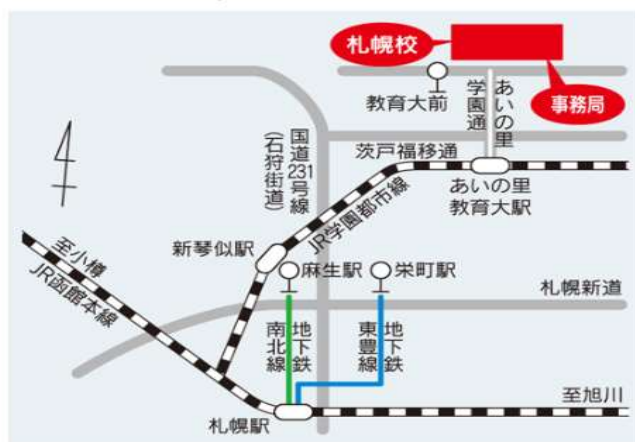 札幌校
事務局
教育大前
あいの里
学園通
国道231号線
(石狩街道)
茨戸福移通
あいの里
教育大駅
JR学園都市線
新琴似駅
麻生駅
栄町駅
至小樽
JR函館本線
札幌新道
地下鉄
南北線
地下鉄
東豊線
至旭川
札幌駅